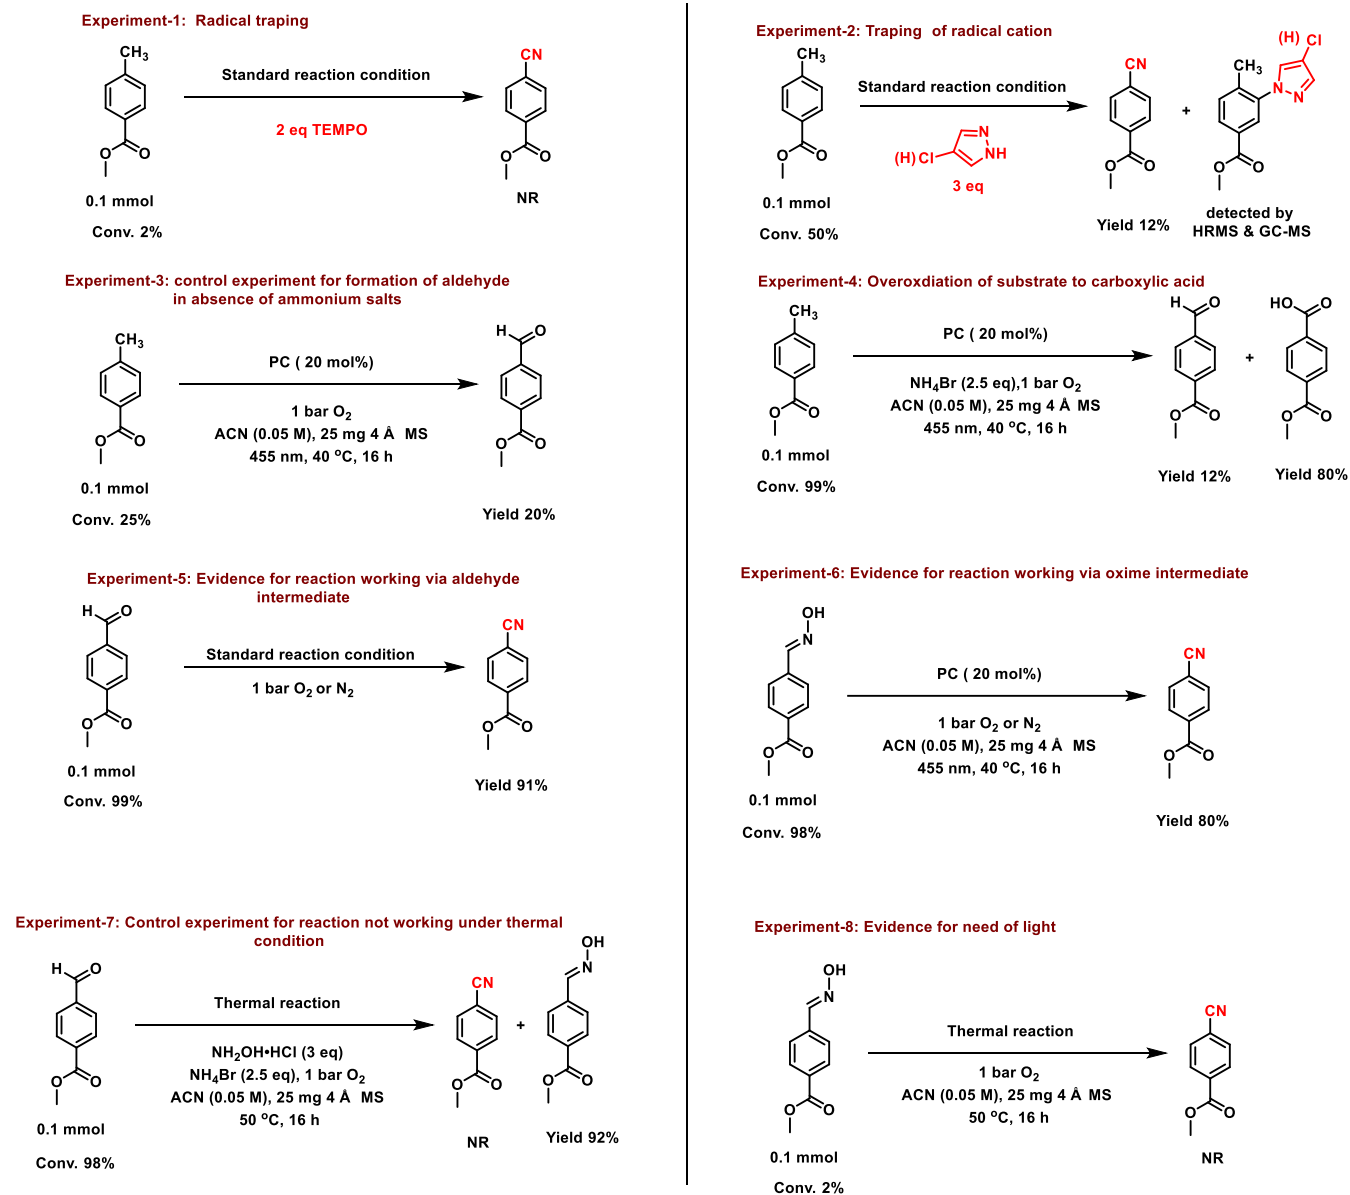 Experiment-1:  Radical traping
CH3
Standard reaction condition
2 eq TEMPO
CN
O
O
O
O
NR
0.1 mmol
Conv. 2%
Experiment-2: Traping  of radical cation
CH3
Standard reaction condition
(H) Cl
N
NH
3 eq
CN
+
CH3
N
N
(H) Cl
O
O
O
O
O
O
0.1 mmol
Conv. 50%
Yield 12%
detected by
HRMS & GC-MS
Experiment-3: control experiment for formation of aldehyde
in absence of ammonium salts
CH3
PC ( 20 mol%)
1 bar O2
ACN (0.05 M), 25 mg 4 Å  MS
455 nm, 40 oC, 16 h
H
O
O
O
O
O
0.1 mmol
Conv. 25%
Yield 20%
Experiment-4: Overoxdiation of substrate to carboxylic acid
CH3
PC ( 20 mol%)
NH4Br (2.5 eq),1 bar O2
ACN (0.05 M), 25 mg 4 Å  MS
455 nm, 40 oC, 16 h
H
O
+
HO
O
O
O
O
O
O
O
0.1 mmol
Conv. 99%
Yield 12%
Yield 80%
Experiment-5: Evidence for reaction working via aldehyde
intermediate
H
O
Standard reaction condition
1 bar O2 or N2
CN
O
O
O
O
0.1 mmol
Conv. 99%
Yield 91%
Experiment-6: Evidence for reaction working via oxime intermediate
OH
N
PC ( 20 mol%)
1 bar O2 or N2
ACN (0.05 M), 25 mg 4 Å  MS
455 nm, 40 oC, 16 h
CN
O
O
O
O
0.1 mmol
Conv. 98%
Yield 80%
Experiment-7: Control experiment for reaction not working under thermal
condition
H
O
Thermal reaction
NH2OH•HCl (3 eq)
NH4Br (2.5 eq), 1 bar O2
ACN (0.05 M), 25 mg 4 Å  MS
50 oC, 16 h
CN
+
OH
N
O
O
O
O
O
O
0.1 mmol
Conv. 98%
NR
Yield 92%
Experiment-8: Evidence for need of light
OH
N
Thermal reaction
1 bar O2
ACN (0.05 M), 25 mg 4 Å  MS
50 oC, 16 h
CN
O
O
O
O
0.1 mmol
Conv. 2%
NR